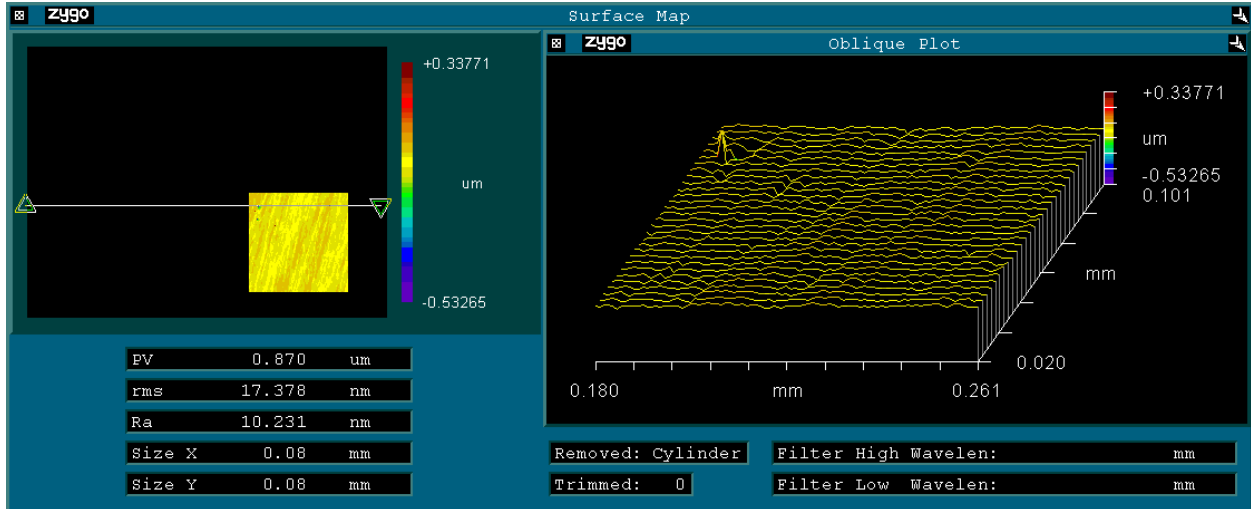 zygo Surface Map
+0.33771
um
-0.53265
zygo Oblique Plot
+0.33771
um
-0.53265
0.101
mm
0.020
0.180 mm 0.261
PV 0.870 um
rms 17.378 nm
Ra 10.231 nm
Size X 0.08 mm
Size Y 0.08 mm
Removed: Cylinder
Trimmed: 0
Filter High Wavelen: mm
Filter Low Wavelen: mm